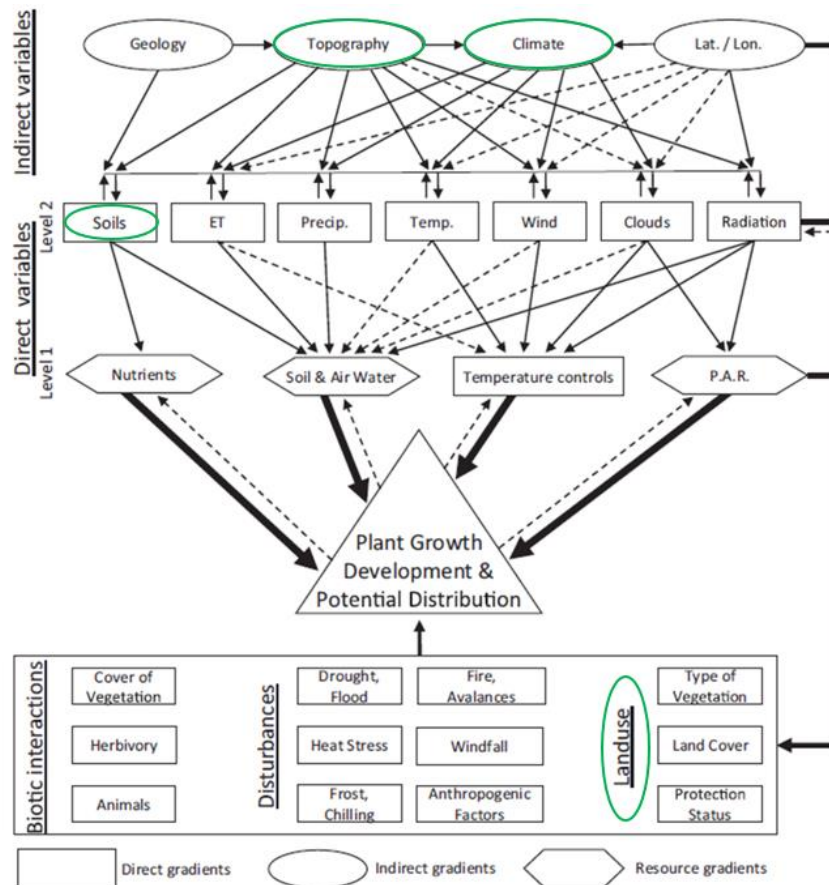 Indirect variables
Geology
Topography
Climate
Lat. / Lon.
Direct variables
Level 2
Soils
ET
Precip.
Temp.
Wind
Clouds
Radiation
Level 1
Nutrients
Soil & Air Water
Temperature controls
P.A.R.
Plant Growth
Development &
Potential Distribution
Biotic interactions
Cover of
Vegetation
Herbivory
Animals
Disturbances
Drought,
Flood
Fire,
Avalances
Heat Stress
Windfall
Frost,
Chilling
Anthropogenic
Factors
Landuse
Type of
Vegetation
Land Cover
Protection
Status
Direct gradients
Indirect gradients
Resource gradients